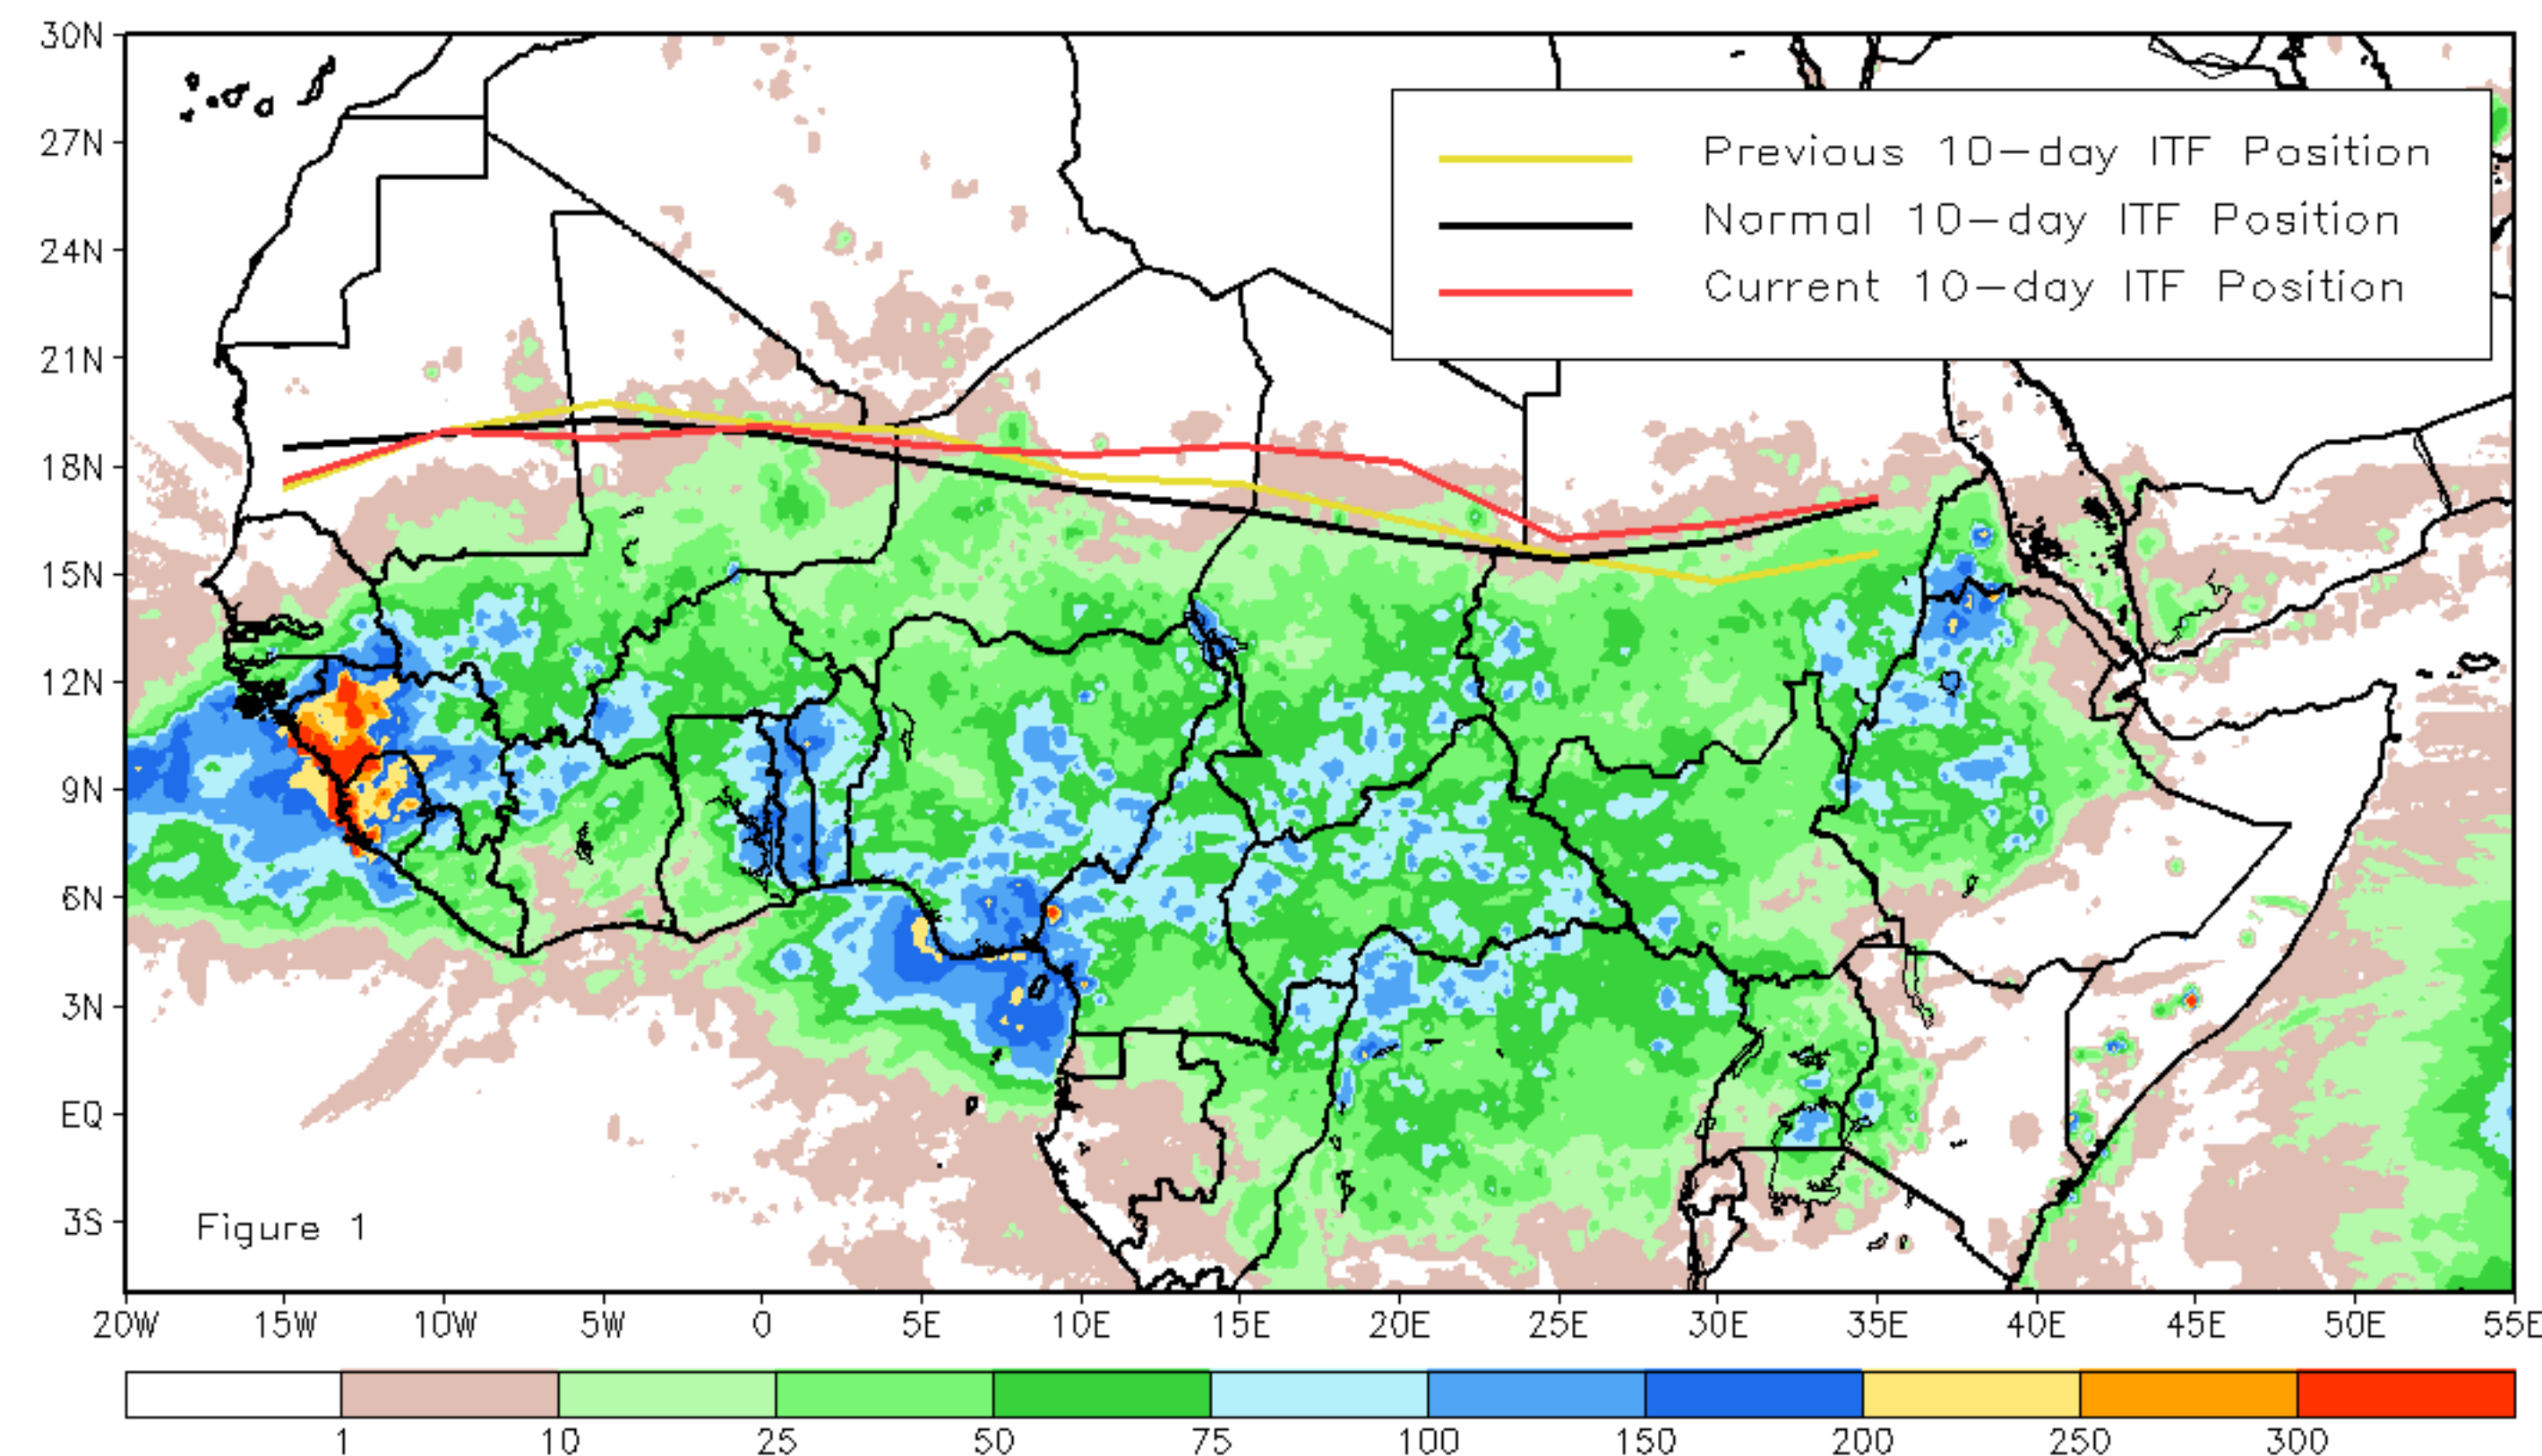 30N
27N
24N
21N
18N
15N
12N
9N
6N
3N
EQ
3S
Previous 10-day ITF Position
Normal 10-day ITF Position
Current 10-day ITF Position
Figure 1
20W 15W 10W 5W 0 5E 10E 15E 20E 25E 30E 35E 40E 45E 50E 55E
1 10 25 50 75 100 150 200 250 300